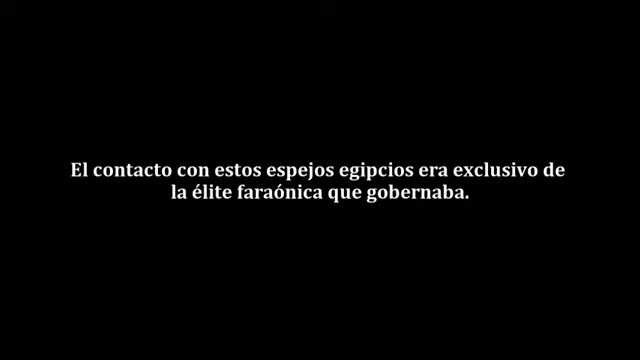 El contacto con estos espejos egipcios era exclusivo de
la élite faraónica que gobernaba.